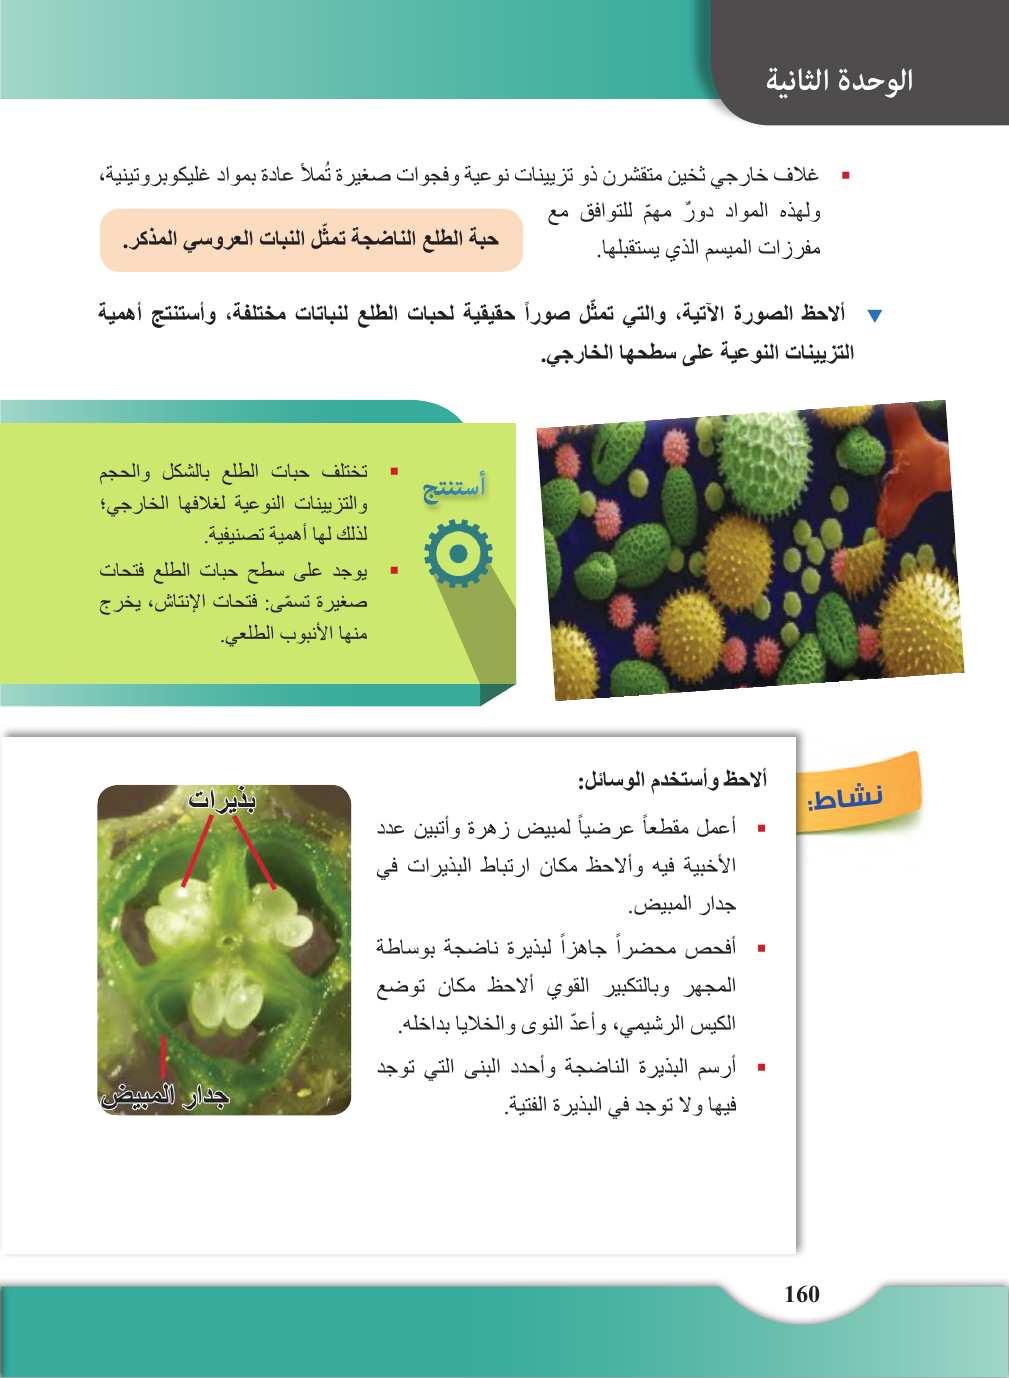 الوحدة الثانية
غلاف خارجي ثخين متقشرن ذو تزيينات نوعية وفجوات صغيرة تُملأ عادة بمواد غليكوبروتينية،
ولهذه المواد دورٌ مهمّ للتوافق مع
مفرزات الميسم الذي يستقبلها.
حبة الطلع الناضجة تمثّل النبات العروسي المذكر.
ألاحظ الصورة الآتية، والتي تمثّل صوراً حقيقية لحبات الطلع لنباتات مختلفة، وأستنتج أهمية
التزيينات النوعية على سطحها الخارجي.
أستنتج
تختلف حبات الطلع بالشكل والحجم
والتزيينات النوعية لغلافها الخارجي؛
لذلك لها أهمية تصنيفية.
يوجد على سطح حبات الطلع فتحات
صغيرة تسمّى: فتحات الإنتاش، يخرج
منها الأنبوب الطلعي.
نشاط:
ألاحظ وأستخدم الوسائل:
أعمل مقطعاً عرضياً لمبيض زهرة وأتبين عدد
الأخبية فيه وألاحظ مكان ارتباط البذيرات في
جدار المبيض.
أفحص محضراً جاهزاً لبذيرة ناضجة بوساطة
المجهر وبالتكبير القوي ألاحظ مكان توضع
الكيس الرشيمي، وأعدّ النوى والخلايا بداخله.
أرسم البذيرة الناضجة وأحدد البنى التي توجد
فيها ولا توجد في البذيرة الفتية.
بذيرات
جدار المبيض
160